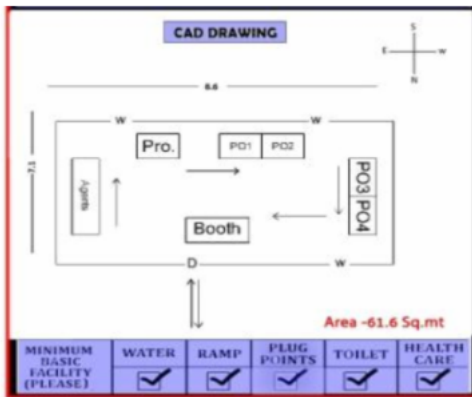 CAD DRAWING
S
E W
N
8.6
7.1
W W
Pro. PO1 PO2
Agents
PO3 PO4
Booth
D W
Area -61.6 Sq.mt
MINIMUM BASIC FACILITY (PLEASE)
WATER
RAMP
PLUG POINTS
TOILET
HEALTH CARE